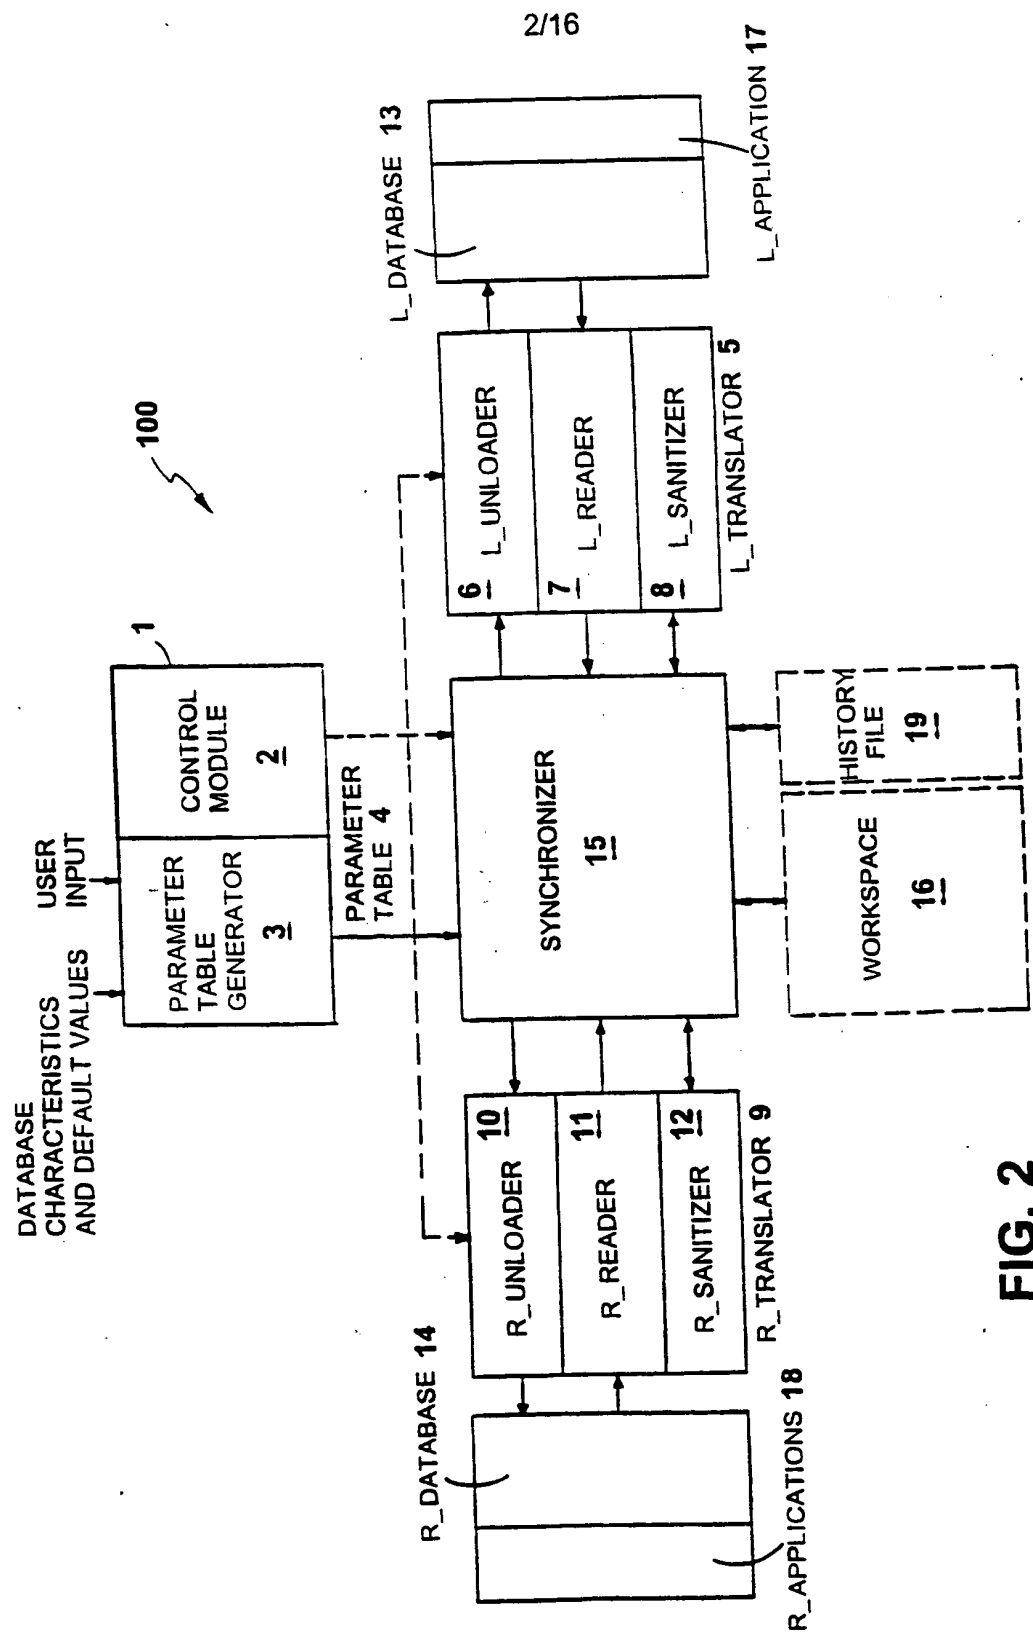 2/16
DATABASE
CHARACTERISTICS
AND DEFAULT VALUES
USER
INPUT
1
100
PARAMETER
TABLE
GENERATOR
3
CONTROL
MODULE
2
PARAMETER
TABLE 4
R_DATABASE 14
R_APPLICATIONS 18
R_UNLOADER
10
R_READER
11
R_SANITIZER
12
R_TRANSLATOR 9
SYNCHRONIZER
15
6
L_UNLOADER
7
L_READER
8
L_SANITIZER
L_TRANSLATOR 5
L_DATABASE 13
L_APPLICATION 17
WORKSPACE
16
HISTORY
FILE
19
FIG. 2